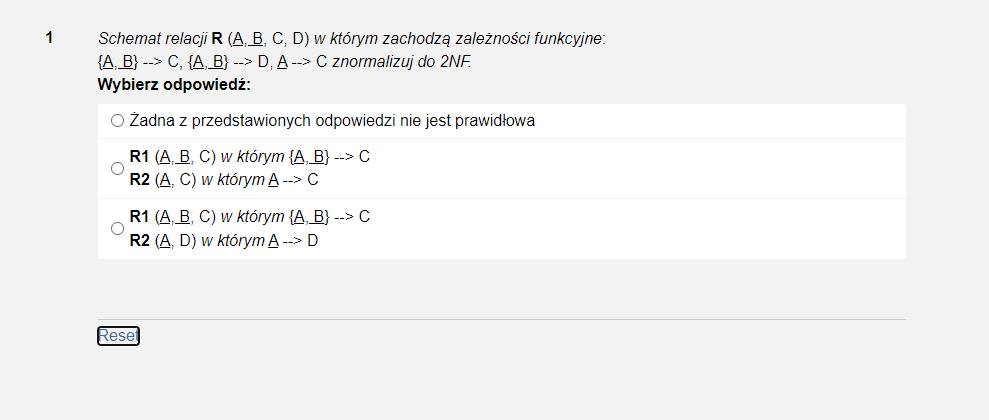 1
Schemat relacji R (A, B, C, D) w którym zachodzą zależności funkcyjne:
{A, B} --> C, {A, B} --> D, A --> C znormalizuj do 2NF.
Wybierz odpowiedź:
Żadna z przedstawionych odpowiedzi nie jest prawidłowa
R1 (A, B, C) w którym {A, B} --> C
R2 (A, C) w którym A --> C
R1 (A, B, C) w którym {A, B} --> C
R2 (A, D) w którym A --> D
Reset